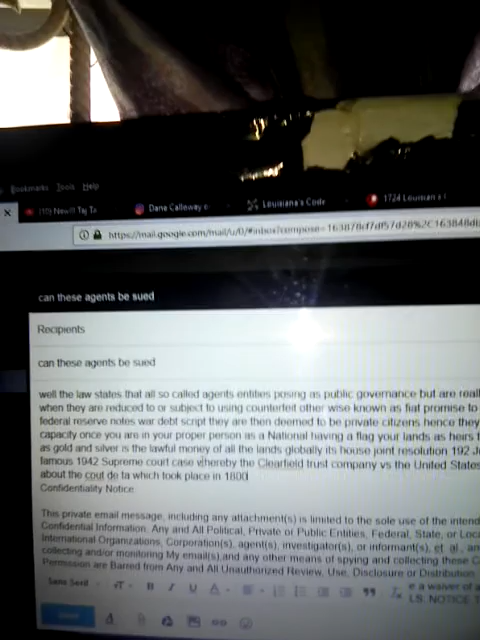 Bookmarks Tools Help
X (10) New!! Taj Ta Dane Calloway Louisiana's Code 1724 Louisian
https://mail.google.com/mail/u/0/#inbox?compose=
can these agents be sued
Recipients
can these agents be sued
well the law states that all so called agents entities posing as public governance but are reall
when they are reduced to or subject to using counterfeit other wise known as fiat promise to
federal reserve notes war debt script they are then deemed to be private citizens hence they
capacity once you are in your proper person as a National having a flag your lands as heirs t
as gold and silver is the lawful money of all the lands globally its house joint resolution 192 J
famous 1942 Supreme court case whereby the Clearfield trust company vs the United States
about the cout de ta which took place in 1800
Confidentiality Notice
This private email message, including any attachment(s) is limited to the sole use of the intend
Confidential Information. Any and All Political, Private or Public Entities, Federal, State, or Loca
International Organizations, Corporation(s), agent(s), investigator(s), or informant(s), et. al., an
collecting and/or monitoring My email(s),and any other means of spying and collecting these C
Permission are Barred from Any and All Unauthorized Review, Use, Disclosure or Distribution
e a waiver of a
LS: NOTICE T
Sans Serif T B I U A